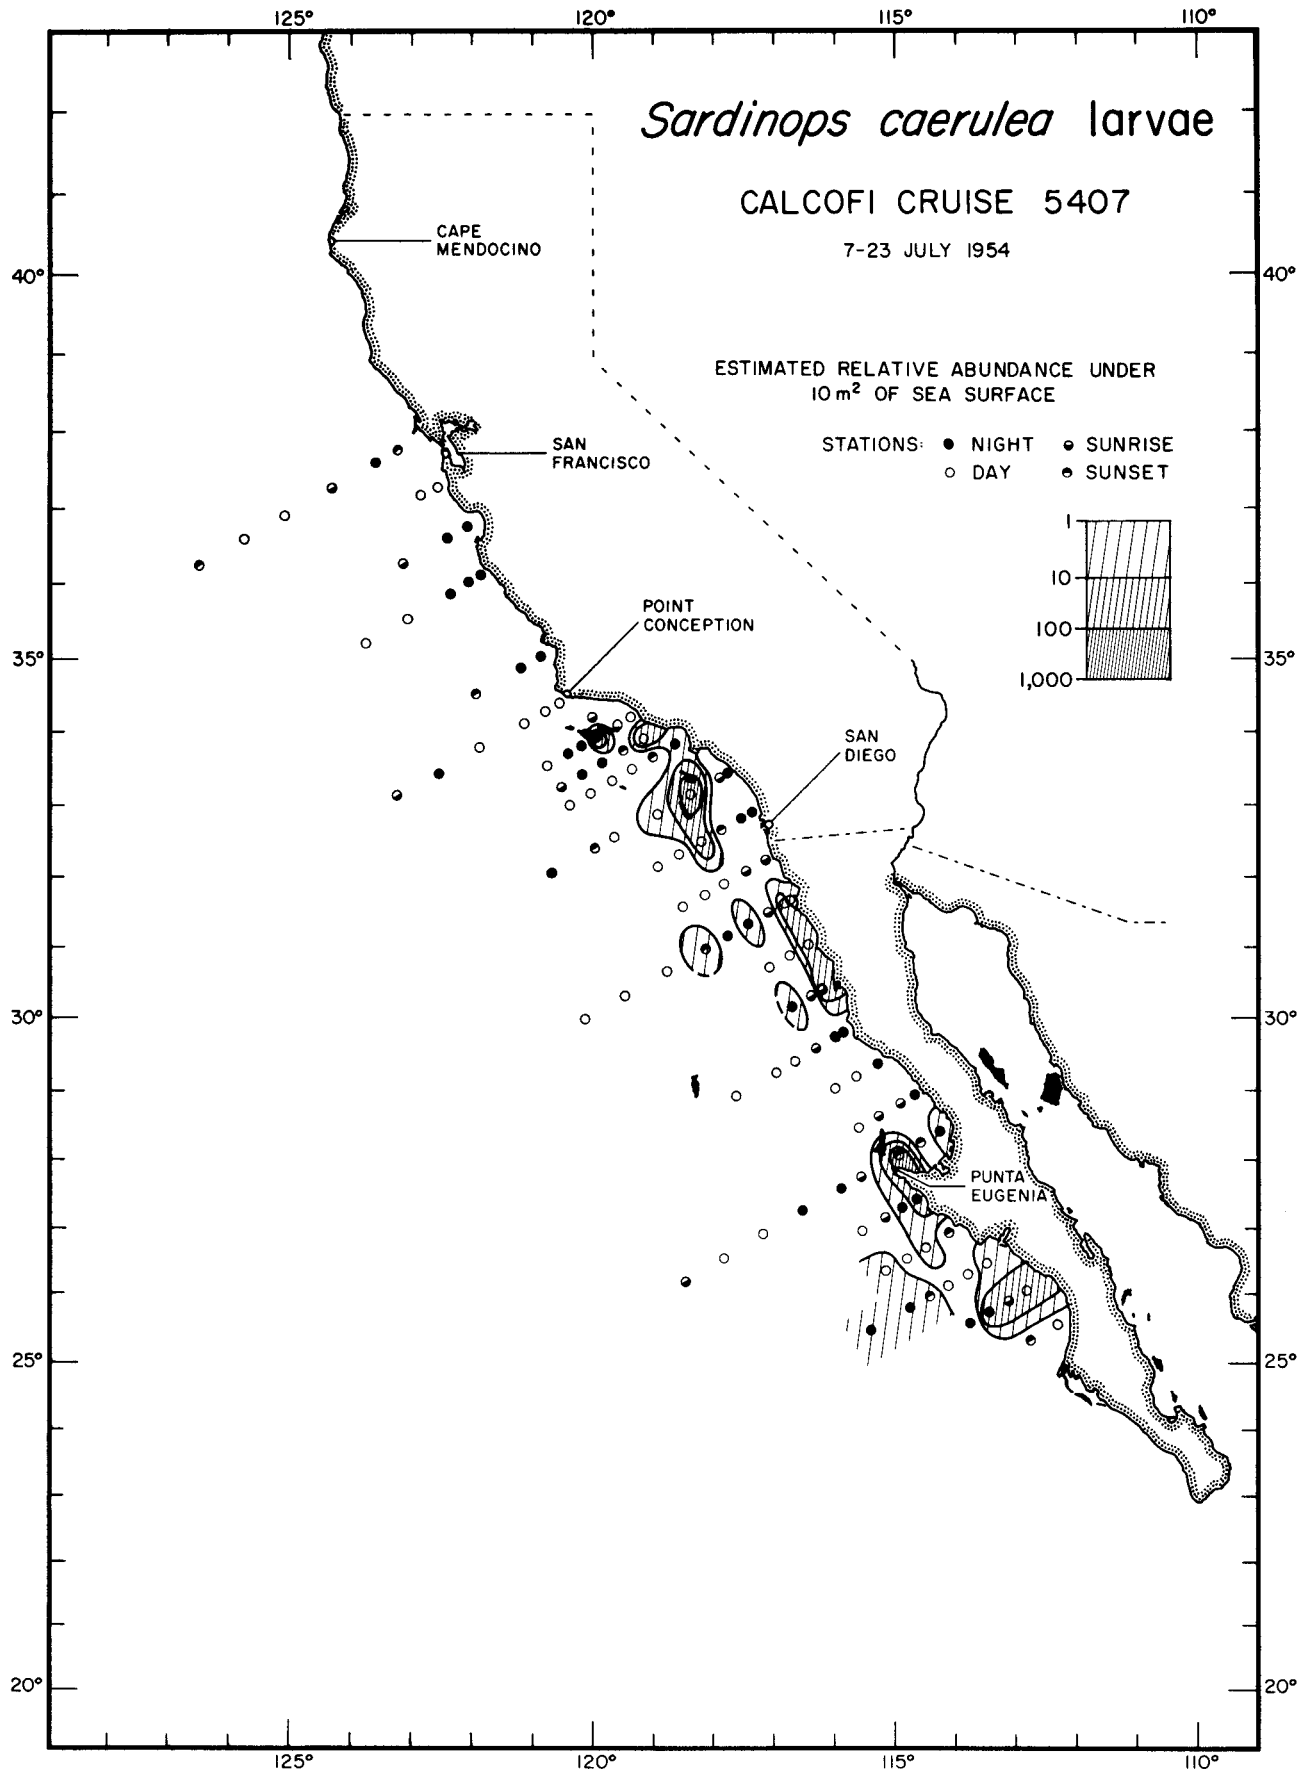 125° 120° 115° 110°
Sardinops caerulea larvae
CALCOFI CRUISE 5407
7-23 JULY 1954
CAPE
MENDOCINO
40° 40°
ESTIMATED RELATIVE ABUNDANCE UNDER
10 m² OF SEA SURFACE
STATIONS: NIGHT SUNRISE
DAY SUNSET
SAN
FRANCISCO
1
10
100
1,000
POINT
CONCEPTION
35° 35°
SAN
DIEGO
30° 30°
PUNTA
EUGENIA
25° 25°
20° 20°
125° 120° 115° 110°